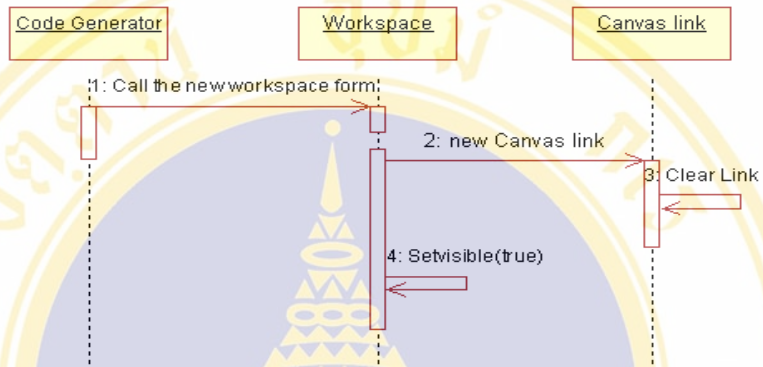 Code Generator
Workspace
Canvas link
1: Call the new workspace form
2: new Canvas link
3: Clear Link
4: Setvisible(true)